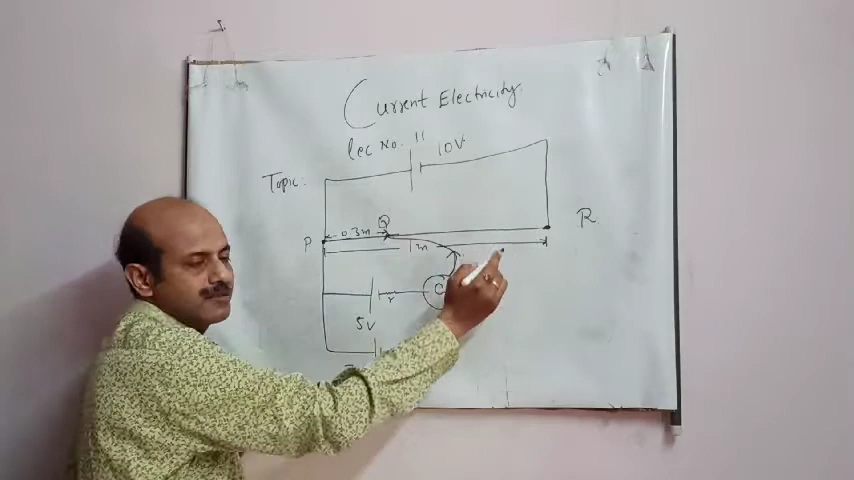 Current Electricity.
Lec No. 11
10V
Topic:
R
0.3m
Q
P
1m
G
r
5V